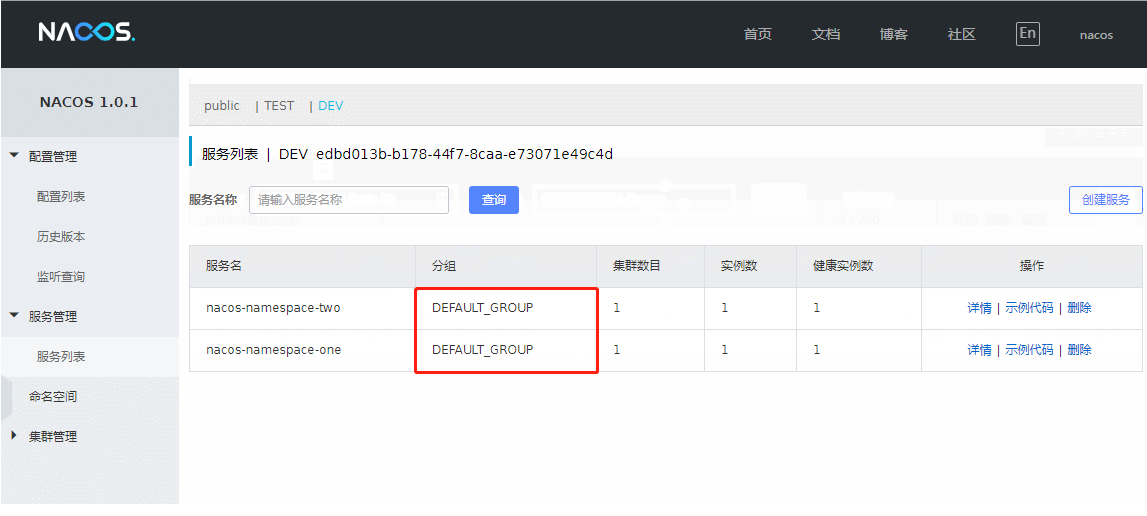 NACOS.
首页 文档 博客 社区 En nacos
NACOS 1.0.1
配置管理
配置列表
历史版本
监听查询
服务管理
服务列表
命名空间
集群管理
public | TEST | DEV
服务列表 | DEV edbd013b-b178-44f7-8caa-e73071e49c4d
服务名称 请输入服务名称 查询 创建服务
服务名 分组 集群数目 实例数 健康实例数 操作
nacos-namespace-two DEFAULT_GROUP 1 1 1 详情 | 示例代码 | 删除
nacos-namespace-one DEFAULT_GROUP 1 1 1 详情 | 示例代码 | 删除